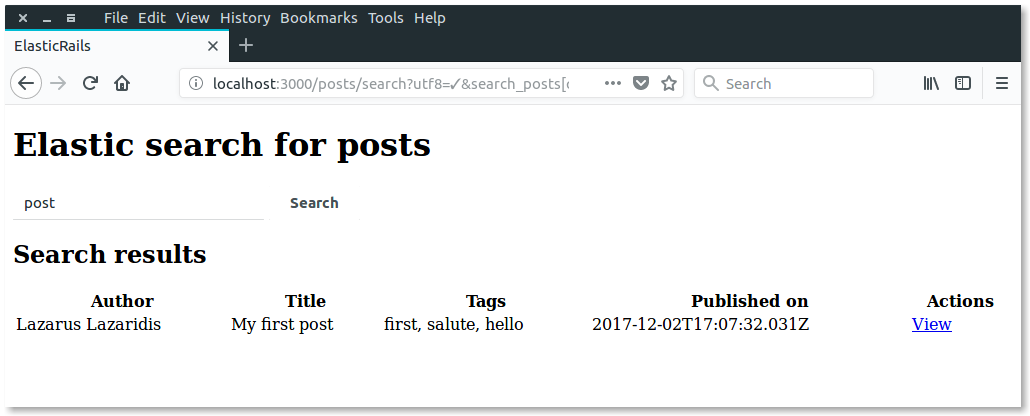 File Edit View History Bookmarks Tools Help
ElasticRails
localhost:3000/posts/search?utf8=✓&search_posts[
Search
Elastic search for posts
post Search
Search results
Author Title Tags Published on Actions
Lazarus Lazaridis My first post first, salute, hello 2017-12-02T17:07:32.031Z View